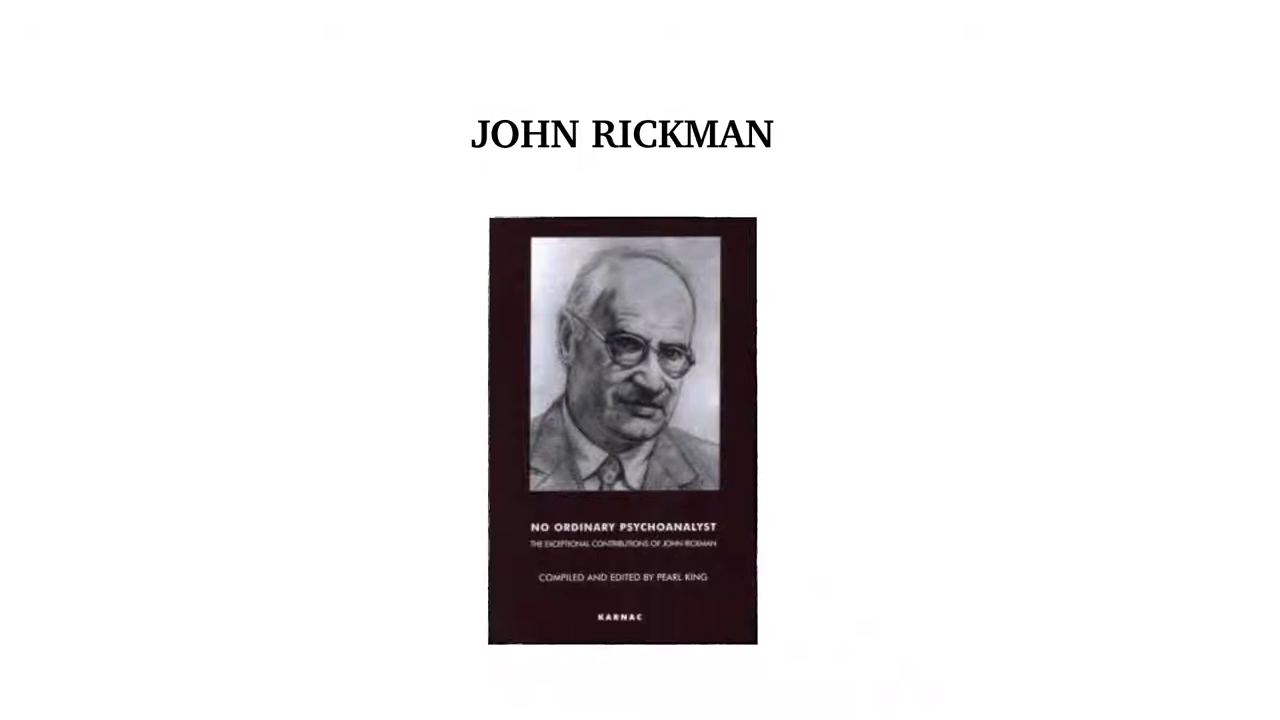 JOHN RICKMAN
NO ORDINARY PSYCHOANALYST
THE EXCEPTIONAL CONTRIBUTIONS OF JOHN RICKMAN
COMPILED AND EDITED BY PEARL KING
KARNAC